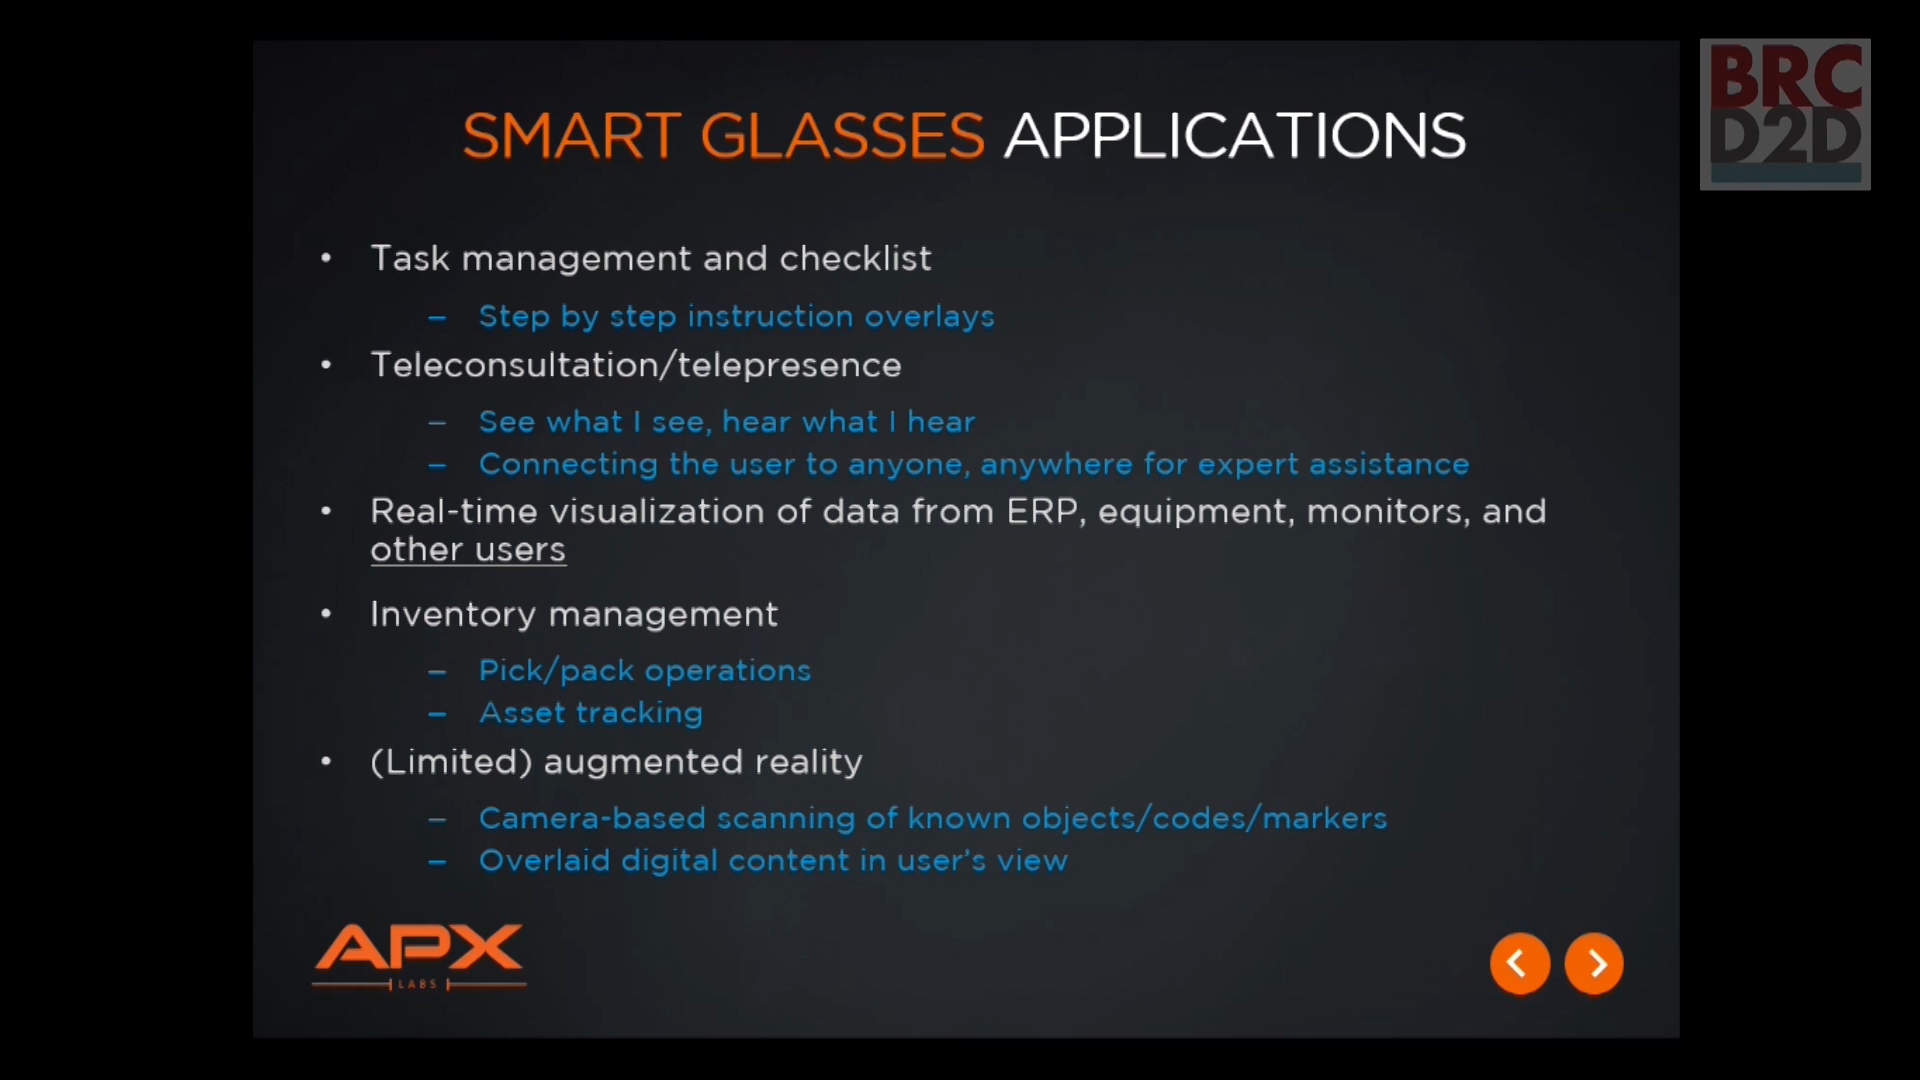 BRC
D2D
SMART GLASSES APPLICATIONS
• Task management and checklist
– Step by step instruction overlays
• Teleconsultation/telepresence
– See what I see, hear what I hear
– Connecting the user to anyone, anywhere for expert assistance
• Real-time visualization of data from ERP, equipment, monitors, and
other users
• Inventory management
– Pick/pack operations
– Asset tracking
• (Limited) augmented reality
– Camera-based scanning of known objects/codes/markers
– Overlaid digital content in user's view
APX
LABS